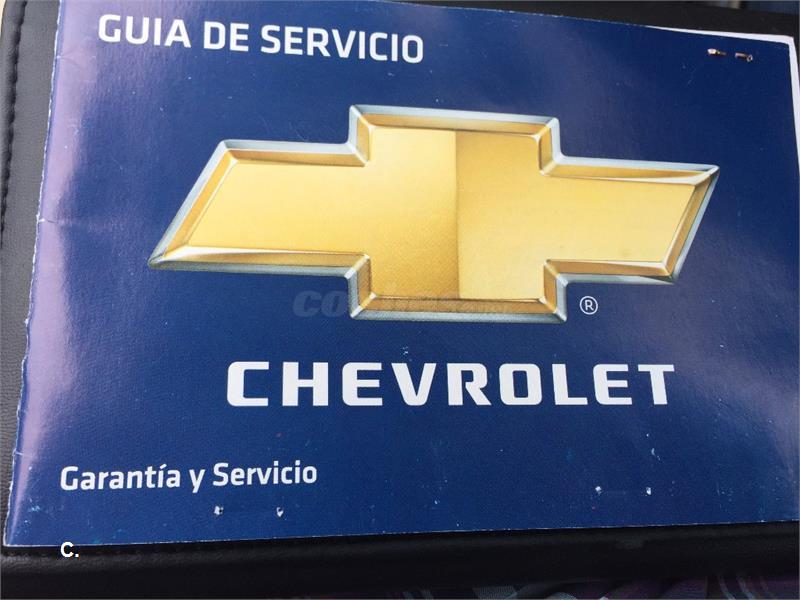 GUIA DE SERVICIO
®
CHEVROLET
Garantía y Servicio
C.